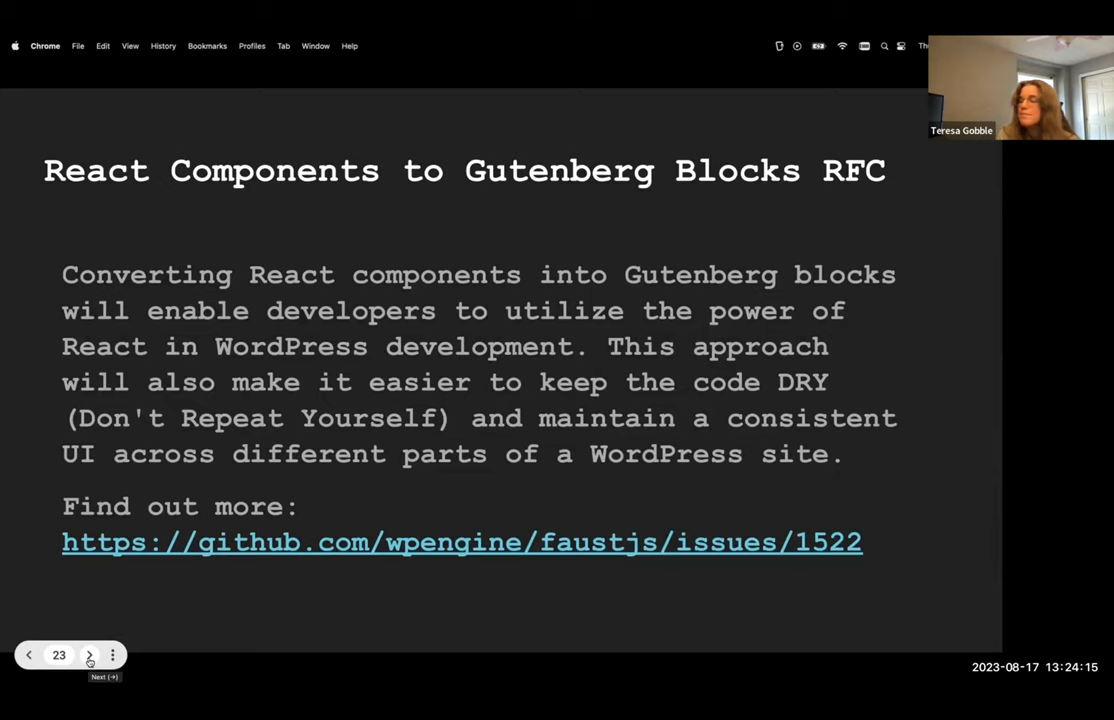 Chrome File Edit View History Bookmarks Profiles Tab Window Help
Teresa Gobble
React Components to Gutenberg Blocks RFC
Converting React components into Gutenberg blocks
will enable developers to utilize the power of
React in WordPress development. This approach
will also make it easier to keep the code DRY
(Don't Repeat Yourself) and maintain a consistent
UI across different parts of a WordPress site.
Find out more:
https://github.com/wpengine/faustjs/issues/1522
23
Next (→)
2023-08-17 13:24:15